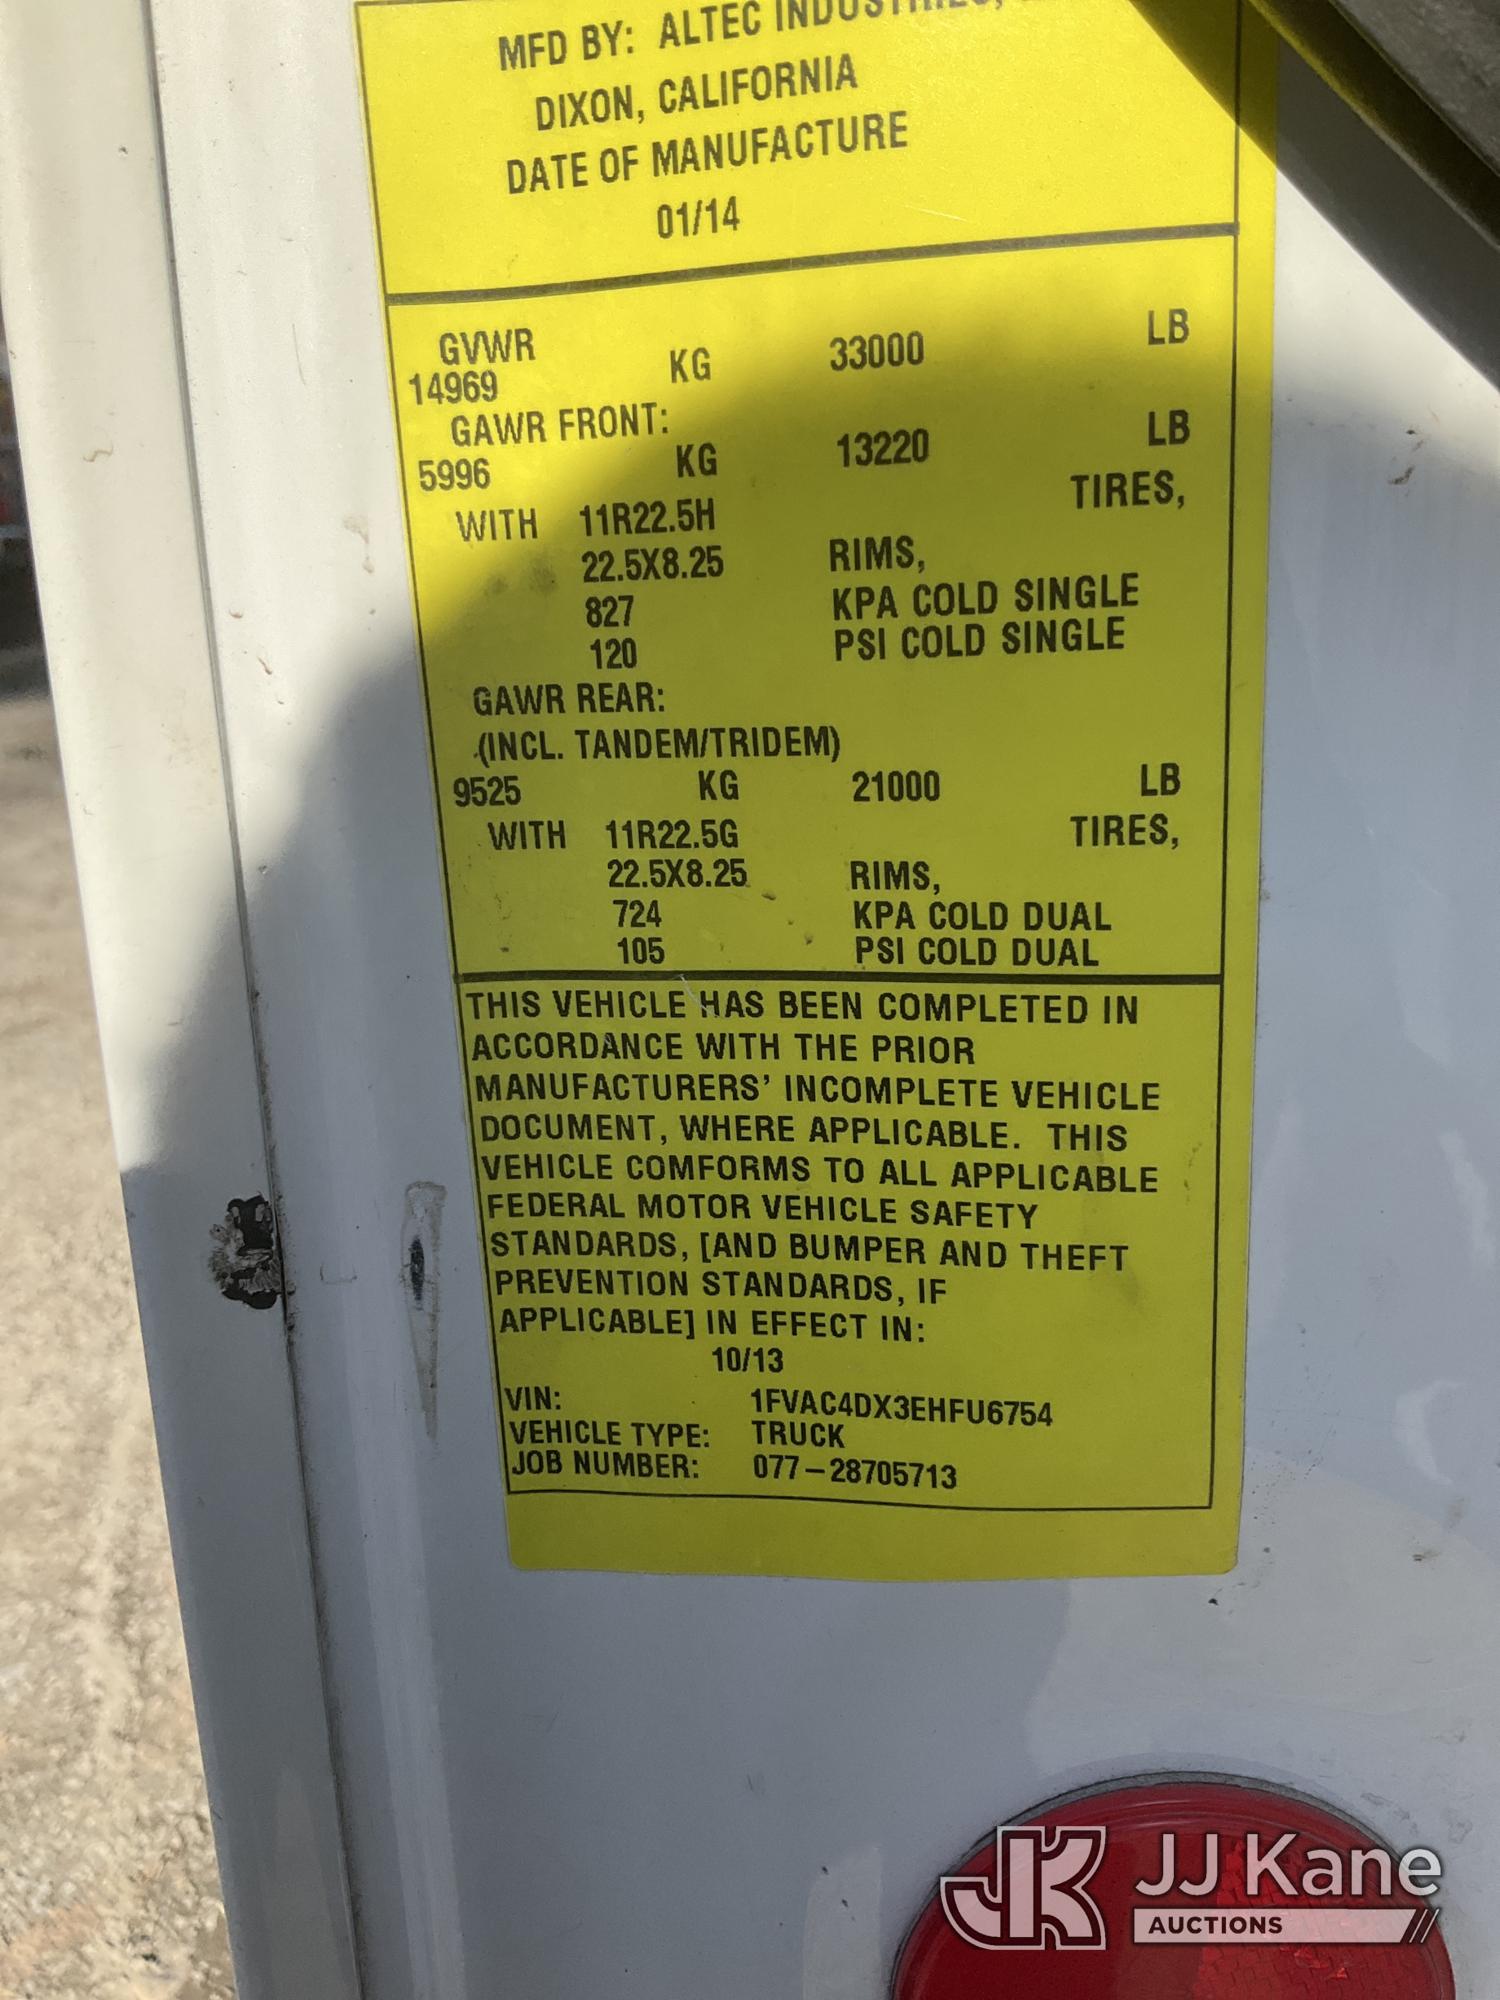 MFD BY: ALTEC INDUSTRIES,
DIXON, CALIFORNIA
DATE OF MANUFACTURE
01/14
GVWR
14969 KG 33000 LB
GAWR FRONT:
5996 KG 13220 LB
WITH 11R22.5H TIRES,
22.5X8.25 RIMS,
827 KPA COLD SINGLE
120 PSI COLD SINGLE
GAWR REAR:
(INCL. TANDEM/TRIDEM)
9525 KG 21000 LB
WITH 11R22.5G TIRES,
22.5X8.25 RIMS,
724 KPA COLD DUAL
105 PSI COLD DUAL
THIS VEHICLE HAS BEEN COMPLETED IN
ACCORDANCE WITH THE PRIOR
MANUFACTURERS' INCOMPLETE VEHICLE
DOCUMENT, WHERE APPLICABLE. THIS
VEHICLE COMFORMS TO ALL APPLICABLE
FEDERAL MOTOR VEHICLE SAFETY
STANDARDS, [AND BUMPER AND THEFT
PREVENTION STANDARDS, IF
APPLICABLE] IN EFFECT IN:
10/13
VIN: 1FVAC4DX3EHFU6754
VEHICLE TYPE: TRUCK
JOB NUMBER: 077-28705713
JK JJ Kane
AUCTIONS